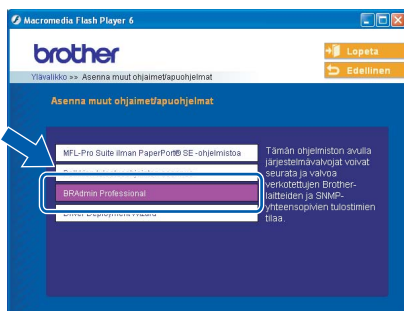 Macromedia Flash Player 6
brother
Lopeta
Edellinen
Ylävalikko >> Asenna muut ohjaimet/apuohjelmat
Asenna muut ohjaimet/apuohjelmat
MFL-Pro Suite ilman PaperPort® SE -ohjelmistoa
BRAdmin Professional
Driver Deployment Wizard
Tämän ohjelmiston avulla
järjestelmävalvojat voivat
seurata ja valvoa
verkotettujen Brother-
laitteiden ja SNMP-
yhteensopivien tulostimien
tilaa.